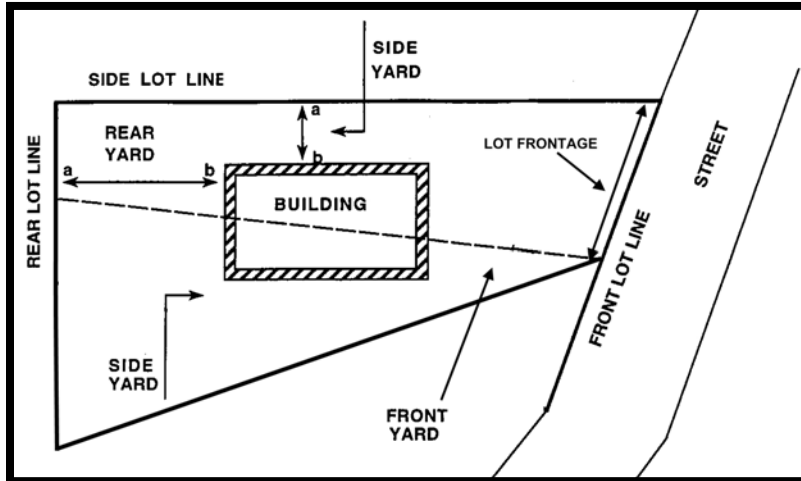 SIDE
YARD
SIDE LOT LINE
REAR
YARD
a
b
a
b
LOT FRONTAGE
STREET
BUILDING
REAR LOT LINE
FRONT LOT LINE
SIDE
YARD
FRONT
YARD